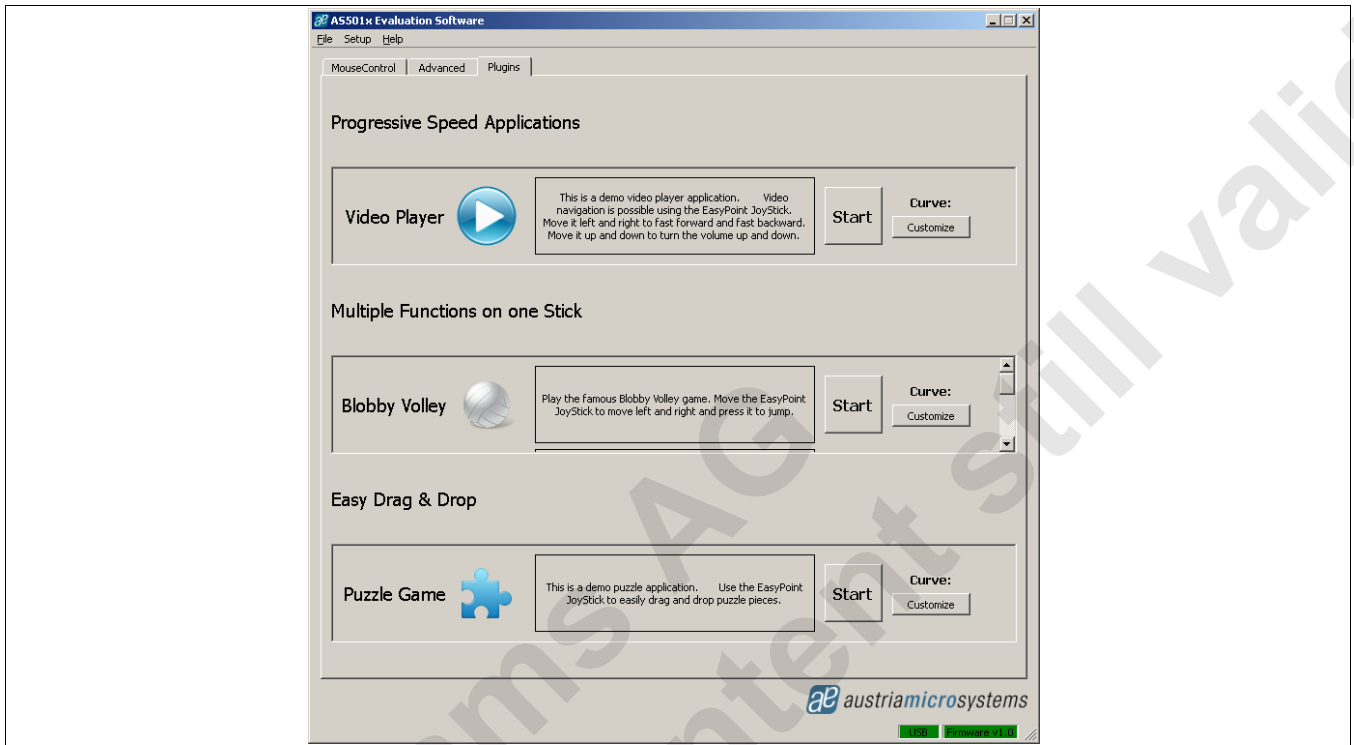 AS501x Evaluation Software
File Setup Help
MouseControl Advanced Plugins
Progressive Speed Applications
Video Player
This is a demo video player application. Video
navigation is possible using the EasyPoint JoyStick.
Move it left and right to fast forward and fast backward.
Move it up and down to turn the volume up and down.
Start
Curve:
Customize
Multiple Functions on one Stick
Blobby Volley
Play the famous Blobby Volley game. Move the EasyPoint
JoyStick to move left and right and press it to jump.
Start
Curve:
Customize
Easy Drag & Drop
Puzzle Game
This is a demo puzzle application. Use the EasyPoint
JoyStick to easily drag and drop puzzle pieces.
Start
Curve:
Customize
austriamicrosystems
USB Firmware v1.0
ams AG
still valid